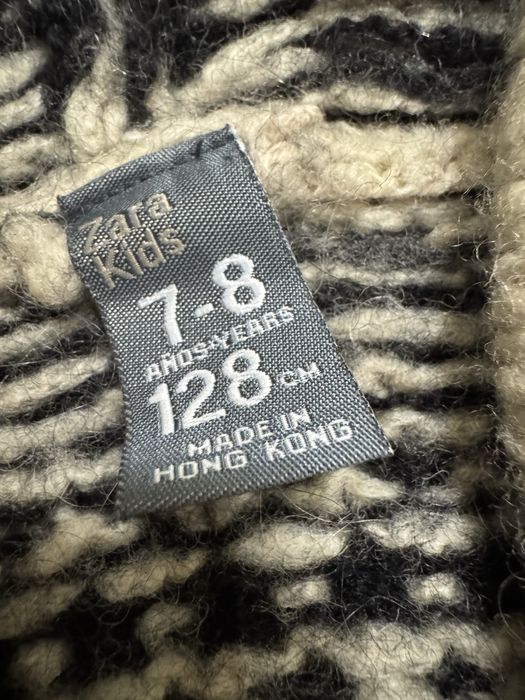 Zara
Kids
7-8
AÑOS-YEARS
128 CM
MADE IN
HONG KONG